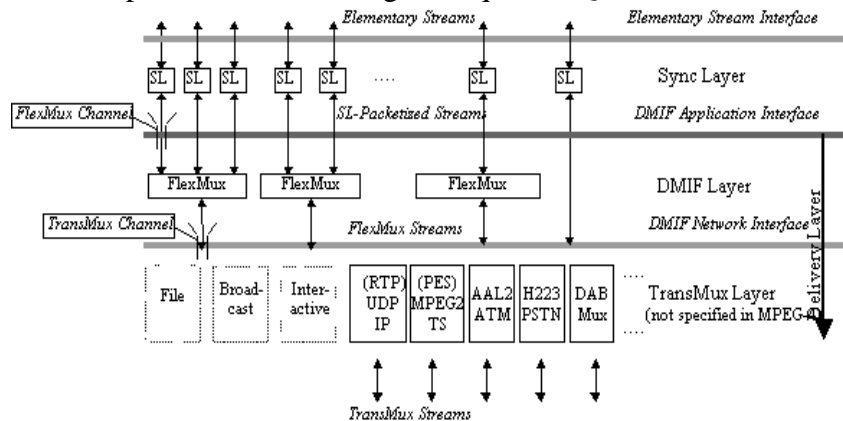 Elementary Streams Elementary Stream Interface
SL SL SL SL SL .... SL SL Sync Layer
FlexMux Channel SL-Packetized Streams DMIF Application Interface
FlexMux FlexMux FlexMux DMIF Layer
TransMux Channel FlexMux Streams DMIF Network Interface
Delivery Layer
File
Broad-
cast
Inter-
active
(RTP)
UDP
IP
(PES)
MPEG2
TS
AAL2
ATM
H223
PSTN
DAB
Mux
....
....
TransMux Layer
(not specified in MPEG-
TransMux Streams